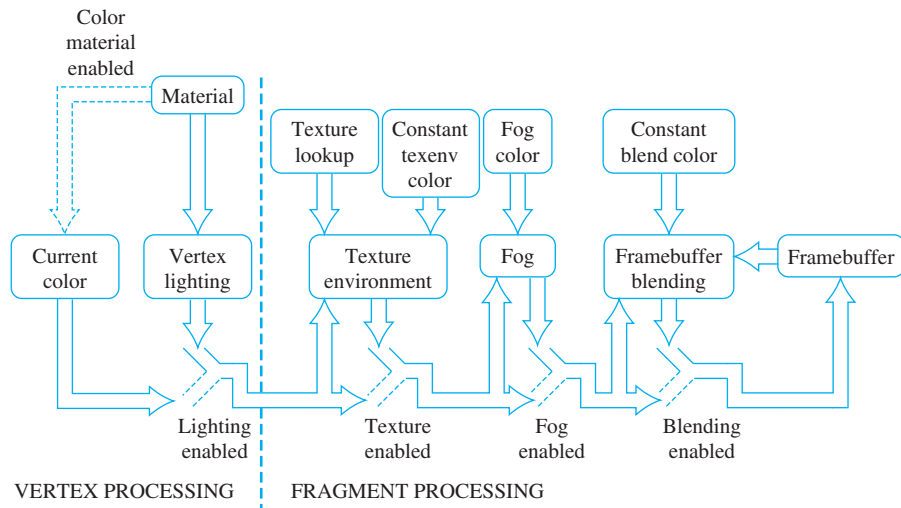 Color
material
enabled
Material
Texture
lookup
Constant
texenv
color
Fog
color
Constant
blend color
Current
color
Vertex
lighting
Texture
environment
Fog
Framebuffer
blending
Framebuffer
Lighting
enabled
Texture
enabled
Fog
enabled
Blending
enabled
VERTEX PROCESSING
FRAGMENT PROCESSING